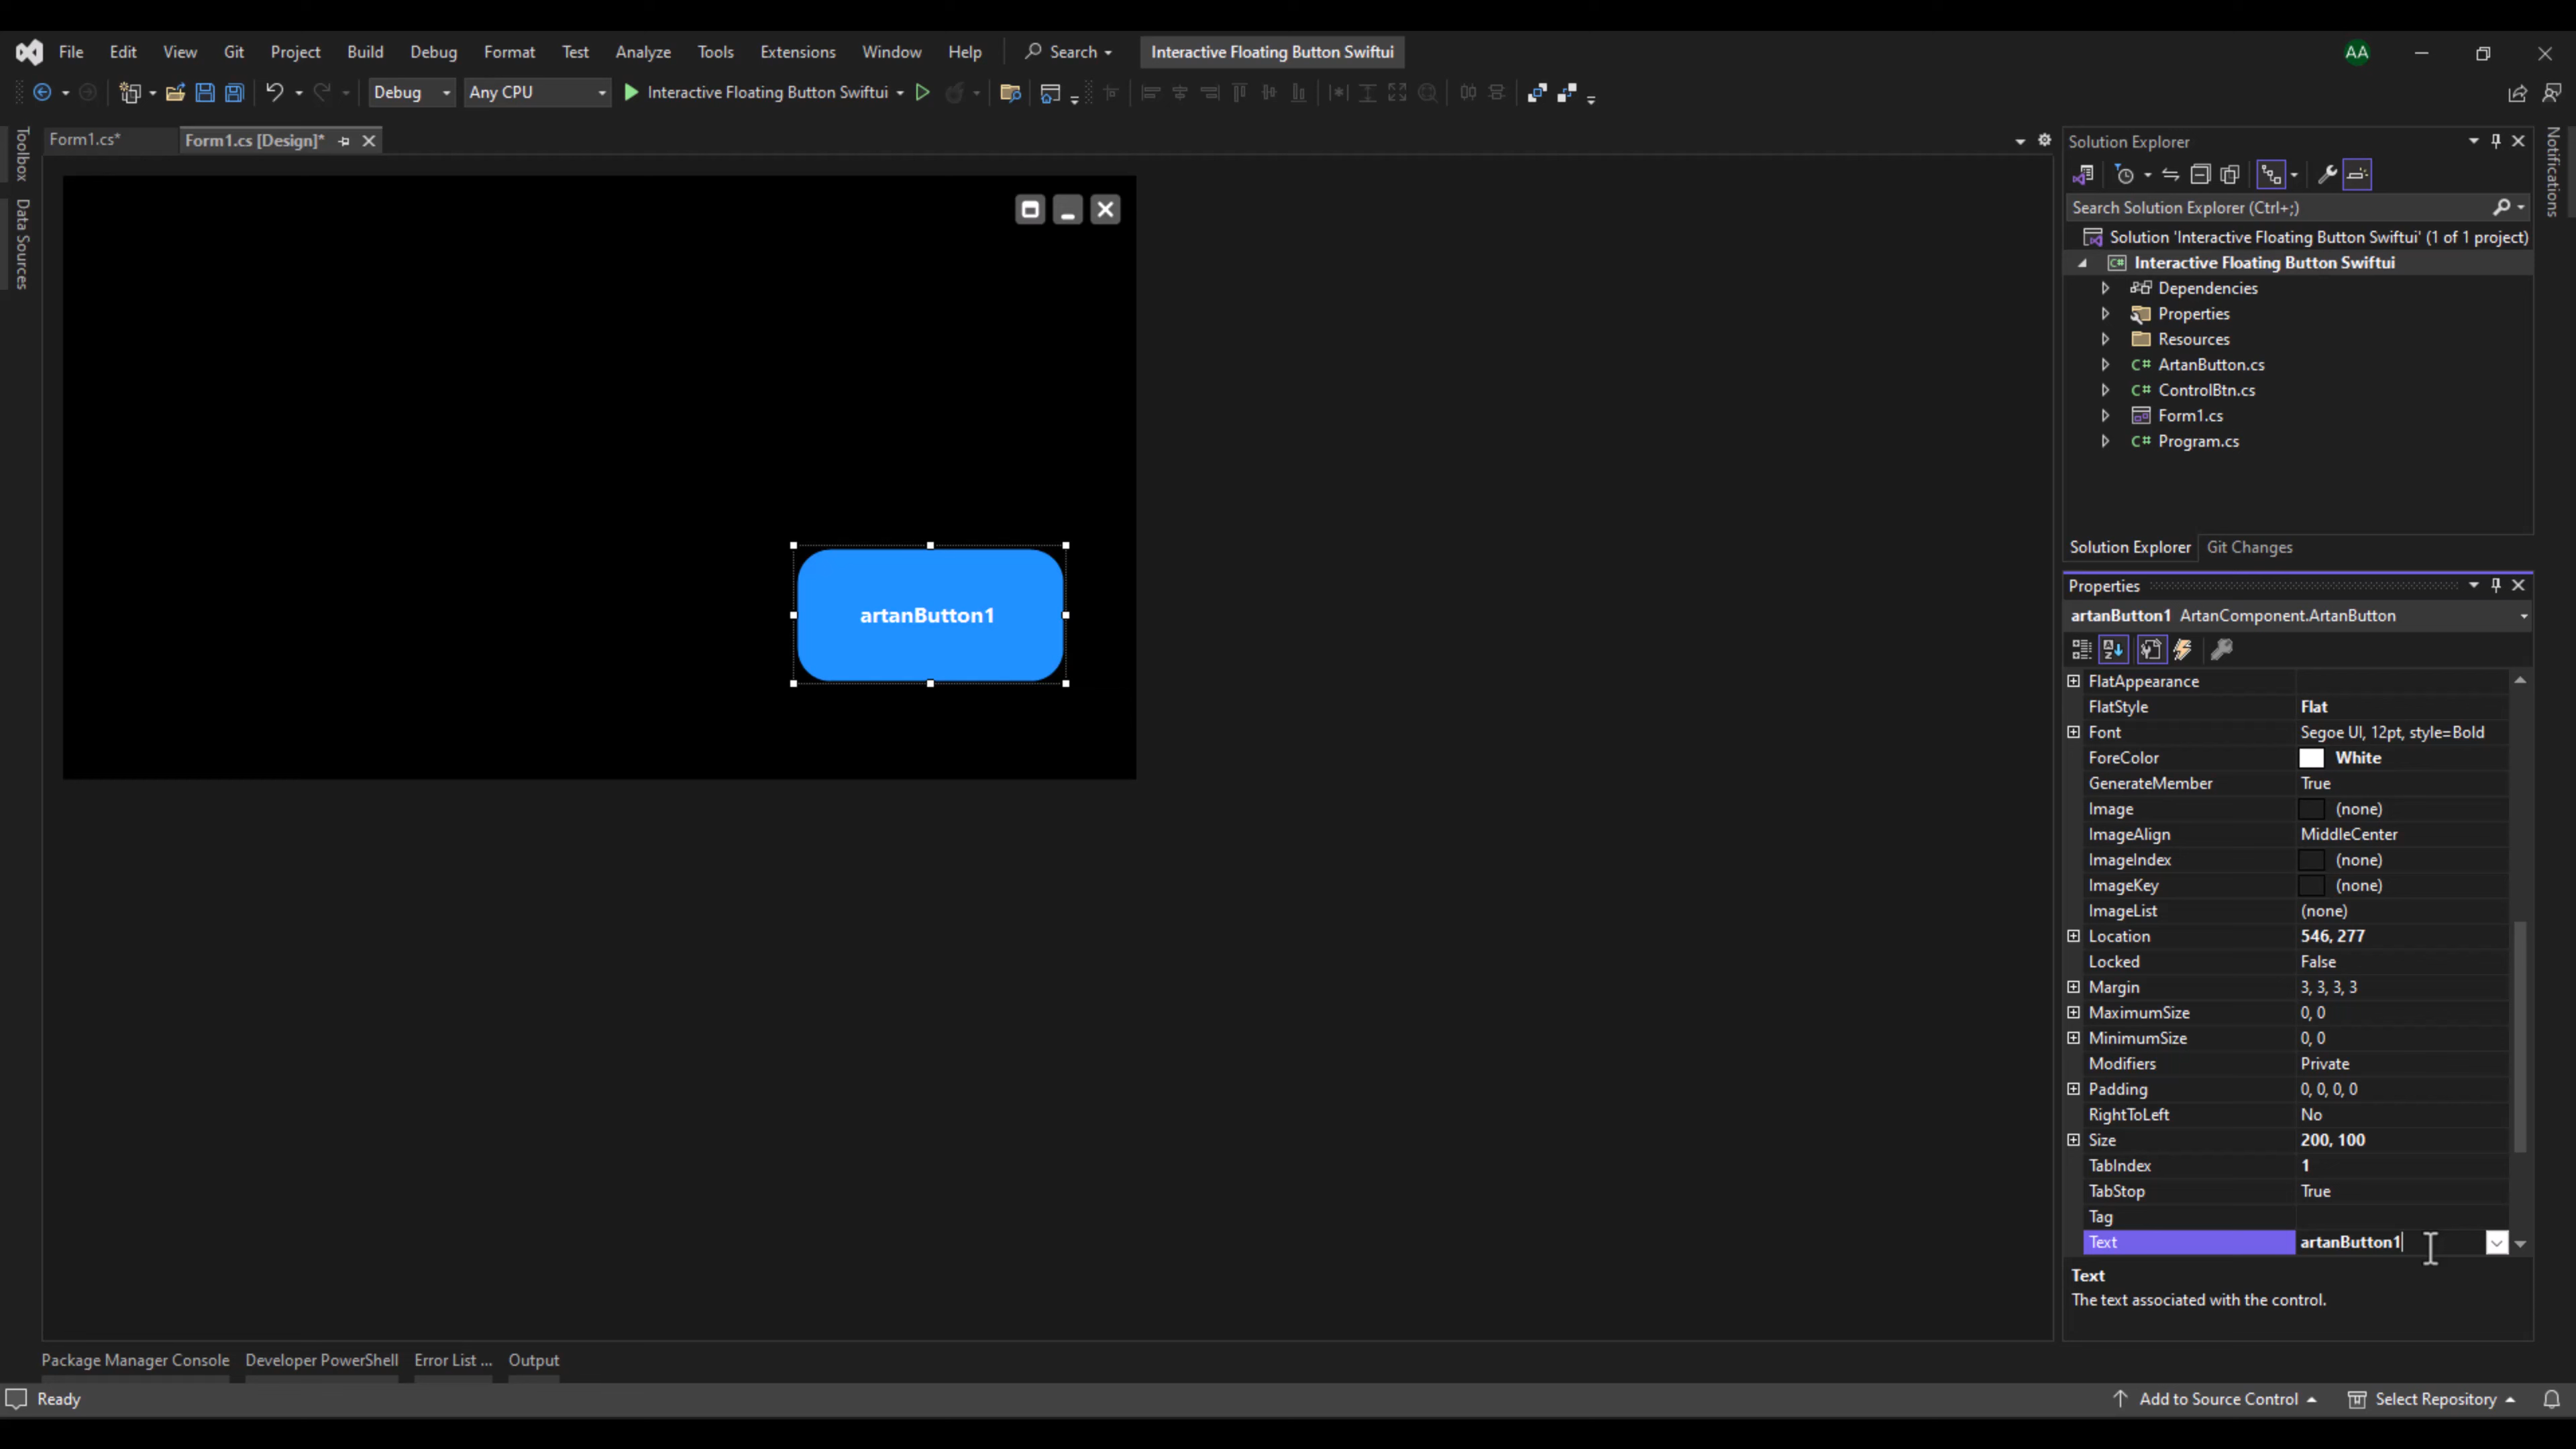 File Edit View Git Project Build Debug Format Test Analyze Tools Extensions Window Help Search Interactive Floating Button Swiftui AA
Debug Any CPU Interactive Floating Button Swiftui
Toolbox
Data Sources
Form1.cs* Form1.cs [Design]*
artanButton1
Solution Explorer
Search Solution Explorer (Ctrl+;)
Solution 'Interactive Floating Button Swiftui' (1 of 1 project)
C# Interactive Floating Button Swiftui
Dependencies
Properties
Resources
C# ArtanButton.cs
C# ControlBtn.cs
Form1.cs
C# Program.cs
Solution Explorer Git Changes
Notifications
Properties
artanButton1 ArtanComponent.ArtanButton
FlatAppearance
FlatStyle Flat
Font Segoe UI, 12pt, style=Bold
ForeColor White
GenerateMember True
Image (none)
ImageAlign MiddleCenter
ImageIndex (none)
ImageKey (none)
ImageList (none)
Location 546, 277
Locked False
Margin 3, 3, 3, 3
MaximumSize 0, 0
MinimumSize 0, 0
Modifiers Private
Padding 0, 0, 0, 0
RightToLeft No
Size 200, 100
TabIndex 1
TabStop True
Tag
Text artanButton1
Text
The text associated with the control.
Package Manager Console Developer PowerShell Error List ... Output
Ready Add to Source Control Select Repository